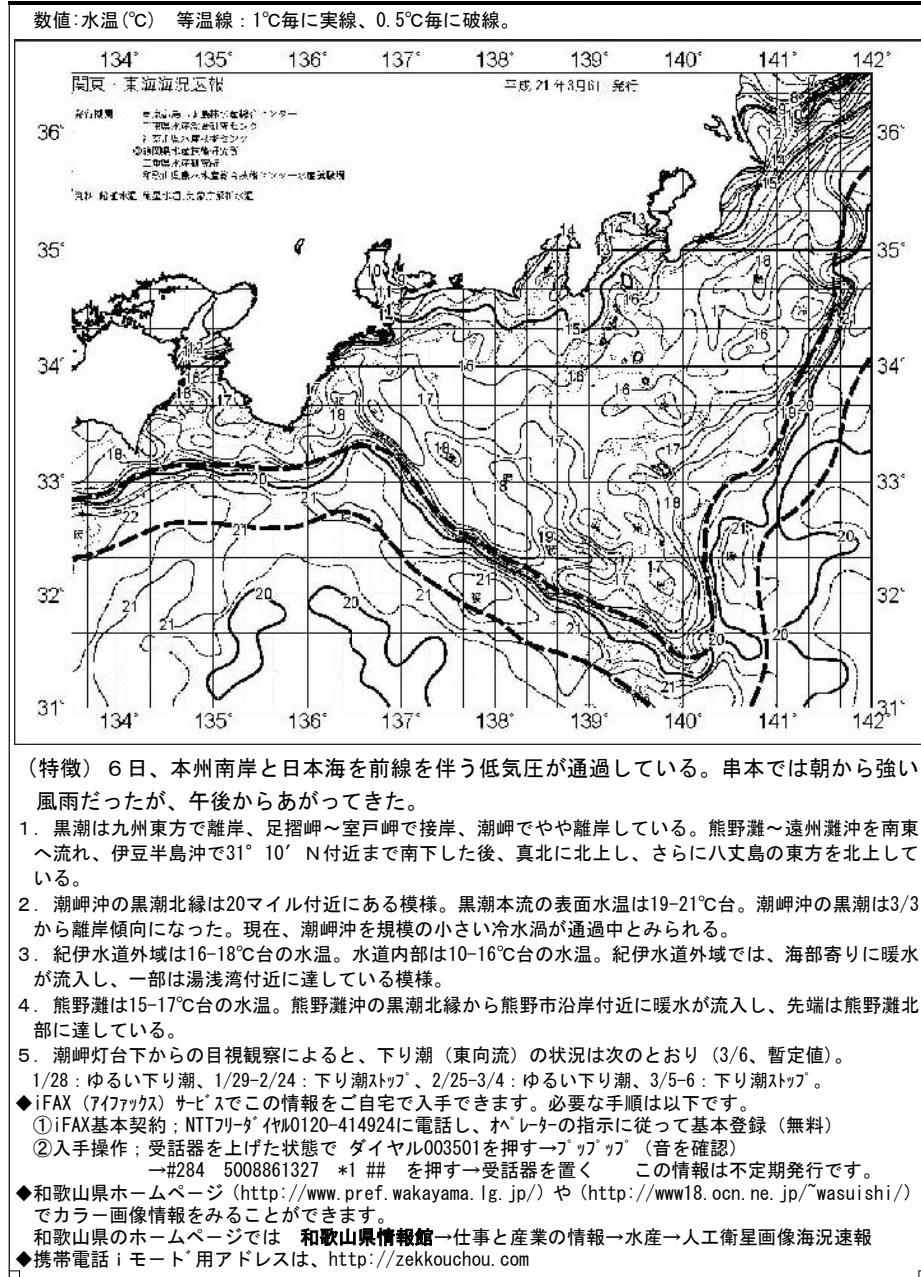 数値:水温(℃)　等温線：1℃毎に実線、0.5℃毎に破線。
134° 135° 136° 137° 138° 139° 140° 141° 142°
関東・東海海況速報
平成21年3月6日 発行
発行機関
36° 36°
35° 35°
34° 34°
33° 33°
32° 32°
31° 31°
134° 135° 136° 137° 138° 139° 140° 141° 142°
（特徴）６日、本州南岸と日本海を前線を伴う低気圧が通過している。串本では朝から強い
風雨だったが、午後からあがってきた。
１．黒潮は九州東方で離岸、足摺岬～室戸岬で接岸、潮岬でやや離岸している。熊野灘～遠州灘沖を南東
へ流れ、伊豆半島沖で31°10′N付近まで南下した後、真北に北上し、さらに八丈島の東方を北上して
いる。
２．潮岬沖の黒潮北縁は20マイル付近にある模様。黒潮本流の表面水温は19-21℃台。潮岬沖の黒潮は3/3
から離岸傾向になった。現在、潮岬沖を規模の小さい冷水渦が通過中とみられる。
３．紀伊水道外域は16-18℃台の水温。水道内部は10-16℃台の水温。紀伊水道外域では、海部寄りに暖水
が流入し、一部は湯浅湾付近に達している模様。
４．熊野灘は15-17℃台の水温。熊野灘沖の黒潮北縁から熊野市沿岸付近に暖水が流入し、先端は熊野灘北
部に達している。
５．潮岬灯台下からの目視観察によると、下り潮（東向流）の状況は次のとおり（3/6、暫定値）。
1/28：ゆるい下り潮、1/29-2/24：下り潮ｽﾄｯﾌﾟ、2/25-3/4：ゆるい下り潮、3/5-6：下り潮ｽﾄｯﾌﾟ。
◆iFAX（ｱｲﾌｧｯｸｽ）ｻｰﾋﾞｽでこの情報をご自宅で入手できます。必要な手順は以下です。
①iFAX基本契約；NTTﾌﾘｰﾀﾞｲﾔﾙ0120-414924に電話し、ｵﾍﾟﾚｰﾀｰの指示に従って基本登録（無料）
②入手操作；受話器を上げた状態で ダイヤル003501を押す→ﾌﾟｯﾌﾟｯﾌﾟ（音を確認）
→#284 5008861327 *1 ## を押す→受話器を置く　　この情報は不定期発行です。
◆和歌山県ホームページ（http://www.pref.wakayama.lg.jp/）や（http://www18.ocn.ne.jp/~wasuishi/）
でカラー画像情報をみることができます。
和歌山県のホームページでは　和歌山県情報館→仕事と産業の情報→水産→人工衛星画像海況速報
◆携帯電話ｉモード゛用アドレスは、http://zekkouchou.com